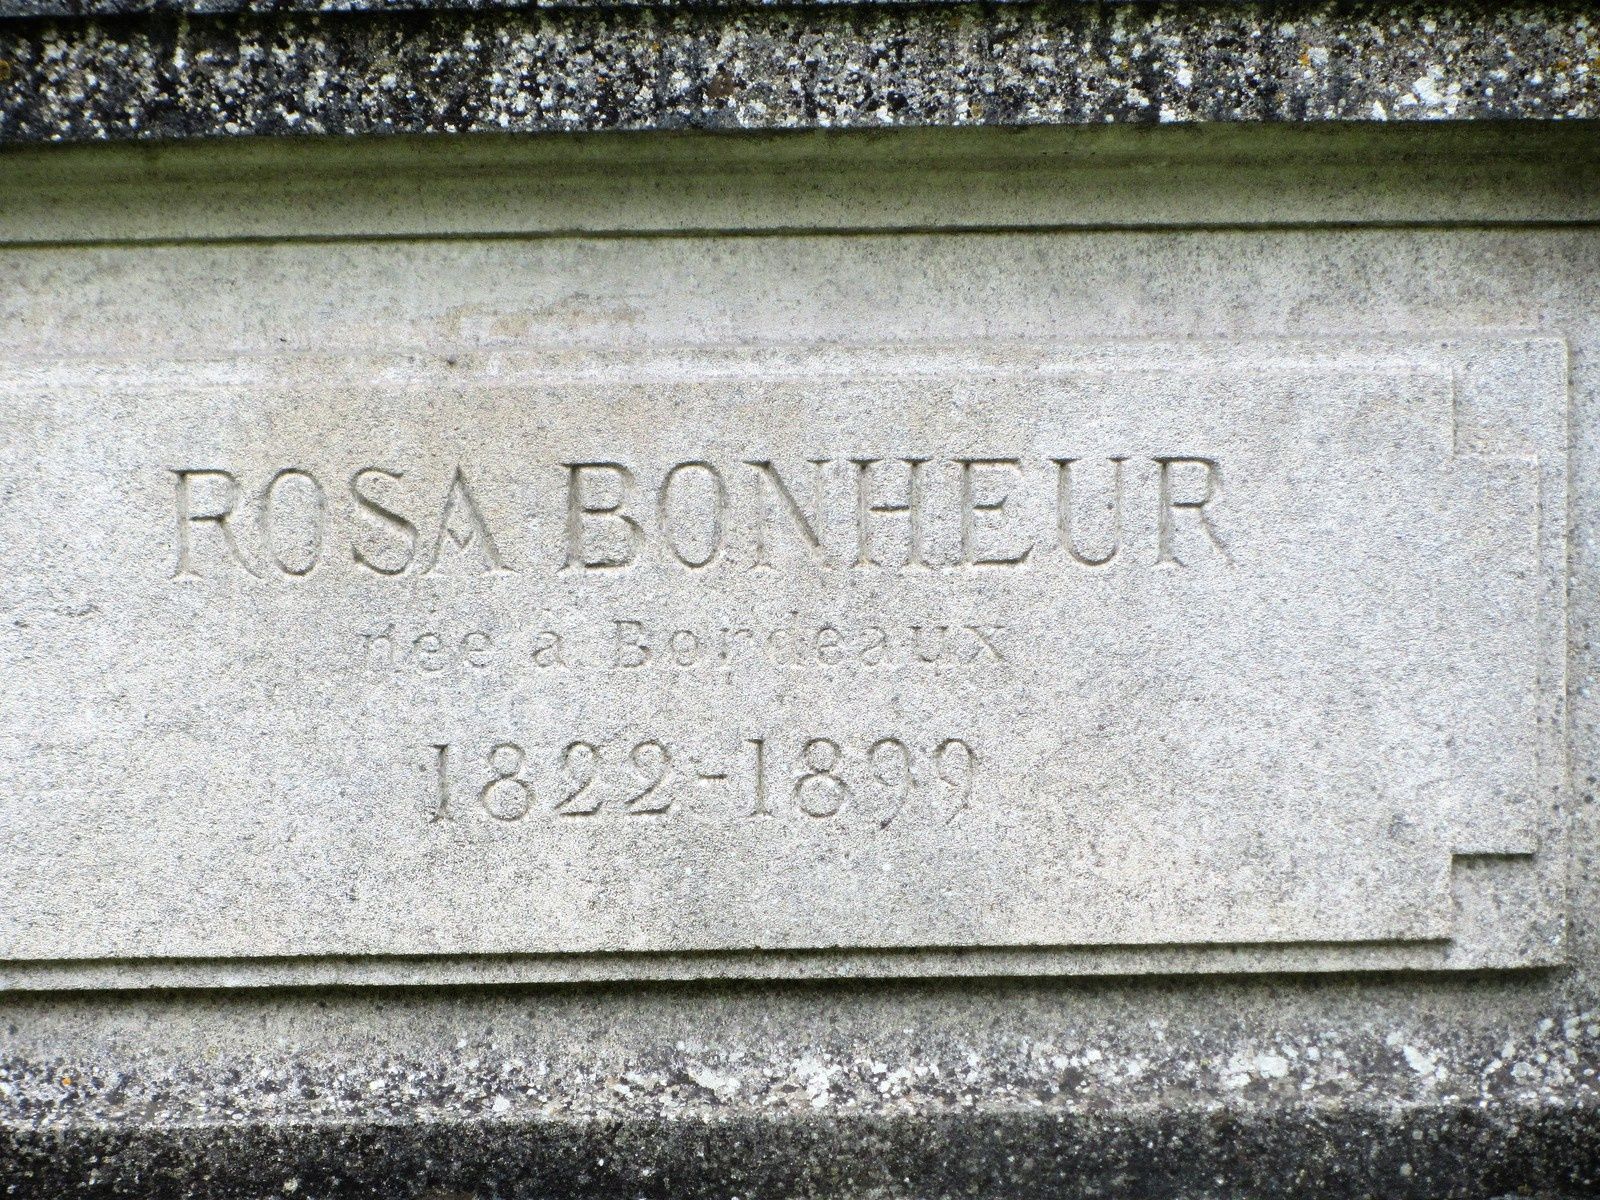 ROSA BONHEUR
née a Bordeaux
1822-1899